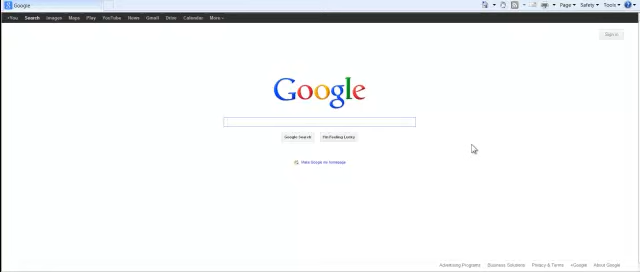 Google
Page Safety Tools
+You Search Images Maps Play YouTube News Gmail Drive Calendar More
Sign in
Google
Google Search I'm Feeling Lucky
Make Google my homepage
Advertising Programs Business Solutions Privacy & Terms +Google About Google